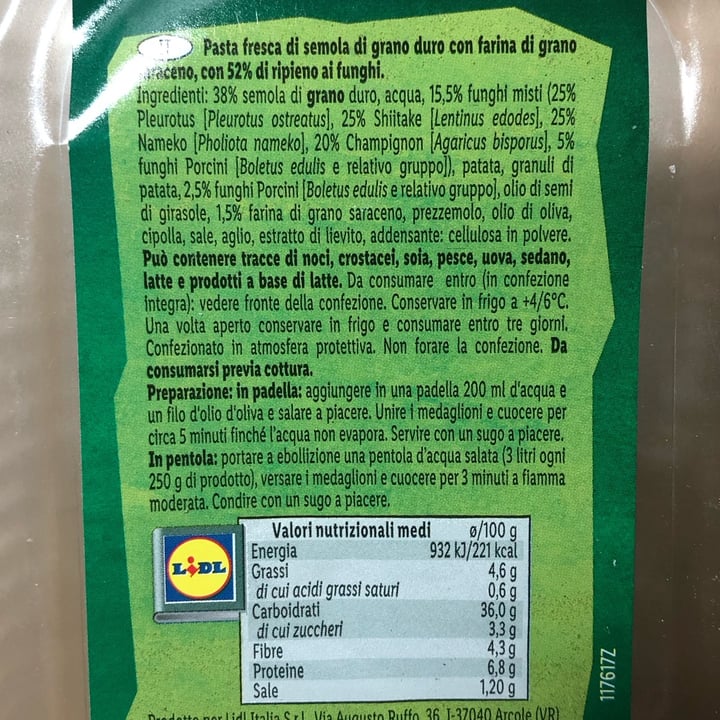 IT Pasta fresca di semola di grano duro con farina di grano
saraceno, con 52% di ripieno ai funghi.
Ingredienti: 38% semola di grano duro, acqua, 15,5% funghi misti (25%
Pleurotus [Pleurotus ostreatus], 25% Shiitake [Lentinus edodes], 25%
Nameko [Pholiota nameko], 20% Champignon [Agaricus bisporus], 5%
funghi Porcini [Boletus edulis e relativo gruppo]), patata, granuli di
patata, 2,5% funghi Porcini [Boletus edulis e relativo gruppo], olio di semi
di girasole, 1,5% farina di grano saraceno, prezzemolo, olio di oliva,
cipolla, sale, aglio, estratto di lievito, addensante: cellulosa in polvere.
Può contenere tracce di noci, crostacei, soia, pesce, uova, sedano,
latte e prodotti a base di latte. Da consumare entro (in confezione
integra): vedere fronte della confezione. Conservare in frigo a +4/6°C.
Una volta aperto conservare in frigo e consumare entro tre giorni.
Confezionato in atmosfera protettiva. Non forare la confezione. Da
consumarsi previa cottura.
Preparazione: in padella: aggiungere in una padella 200 ml d'acqua e
un filo d'olio d'oliva e salare a piacere. Unire i medaglioni e cuocere per
circa 5 minuti finché l'acqua non evapora. Servire con un sugo a piacere.
In pentola: portare a ebollizione una pentola d'acqua salata (3 litri ogni
250 g di prodotto), versare i medaglioni e cuocere per 3 minuti a fiamma
moderata. Condire con un sugo a piacere.
LIDL
Valori nutrizionali medi ø/100 g
Energia 932 kJ/221 kcal
Grassi 4,6 g
di cui acidi grassi saturi 0,6 g
Carboidrati 36,0 g
di cui zuccheri 3,3 g
Fibre 4,3 g
Proteine 6,8 g
Sale 1,20 g
117617Z
Prodotto per Lidl Italia S.r.l., Via Augusto Ruffo, 36, I-37040 Arcole (VR)